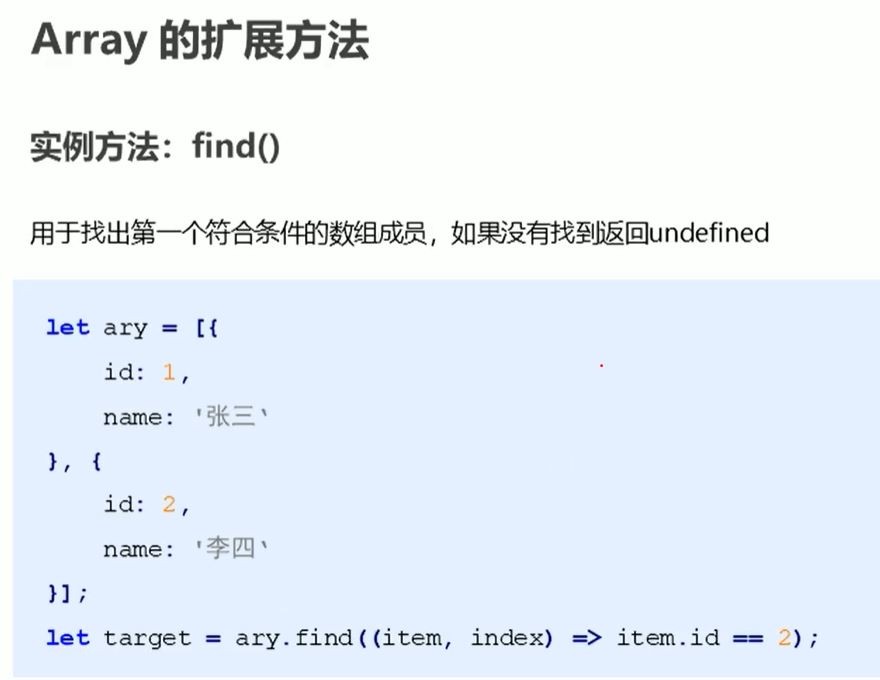 Array 的扩展方法
实例方法：find()
用于找出第一个符合条件的数组成员，如果没有找到返回undefined
let ary = [{
    id: 1,
    name: '张三‘
}, {
    id: 2,
    name: '李四‘
}];
let target = ary.find((item, index) => item.id == 2);